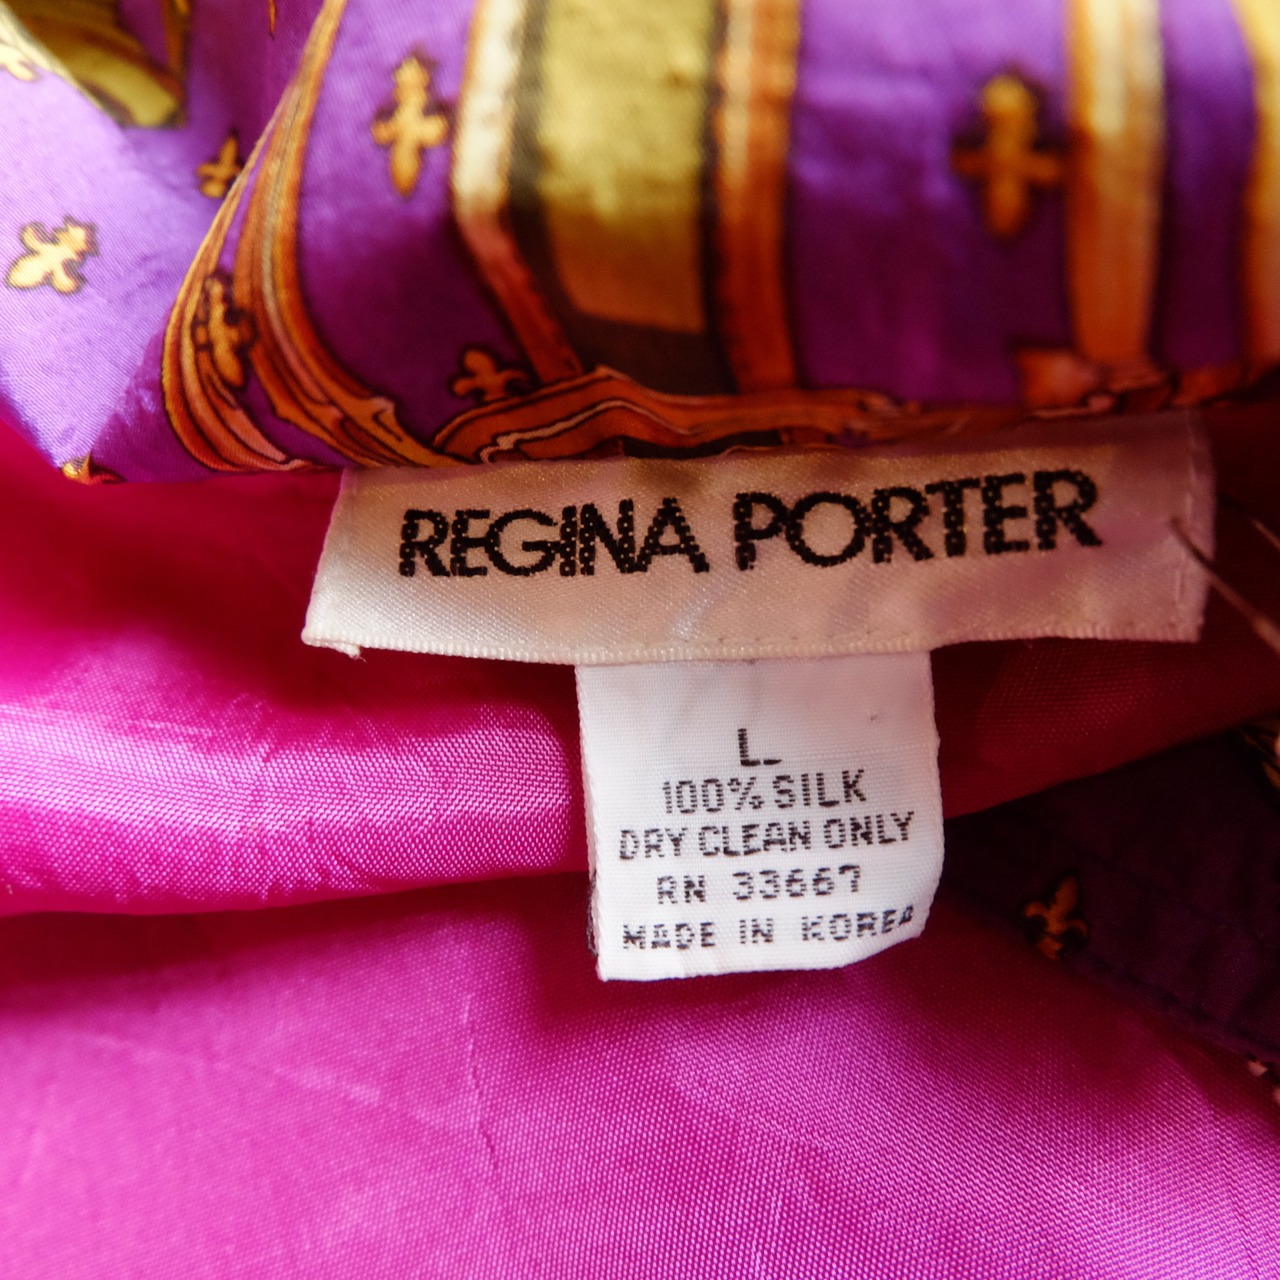 REGINA PORTER
L
100% SILK
DRY CLEAN ONLY
RN 33667
MADE IN KOREA